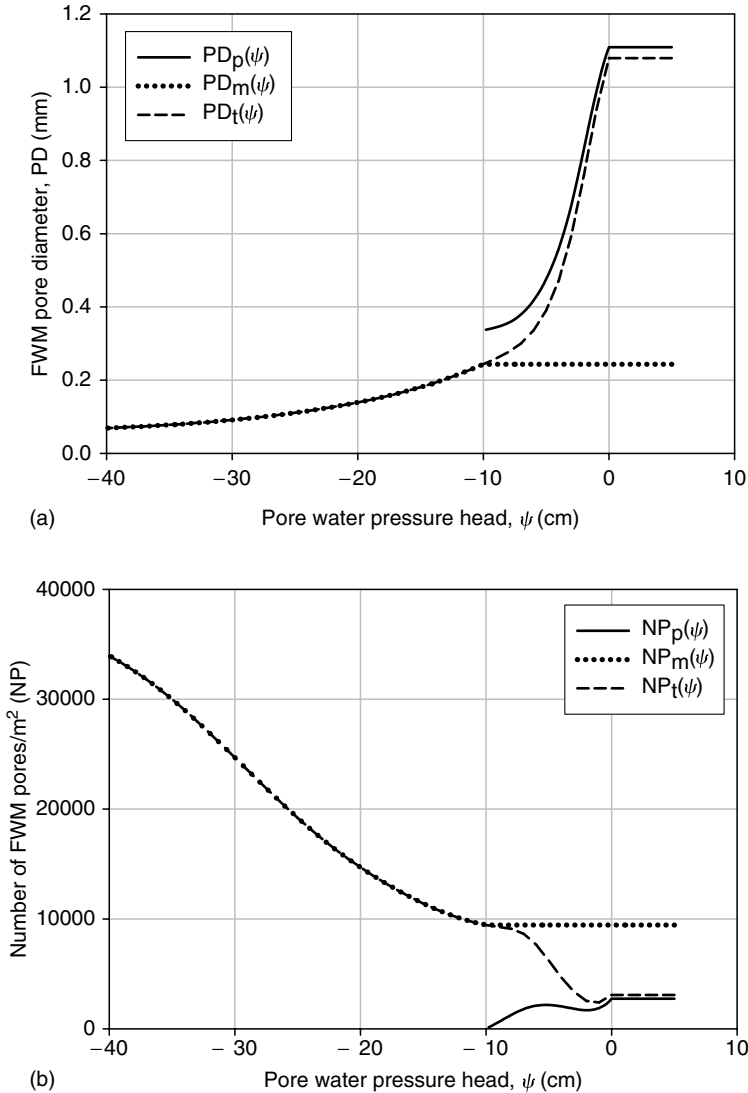 1.2
1.0
0.8
0.6
0.4
0.2
0.0
FWM pore diameter, PD (mm)
PDp(ψ)
PDm(ψ)
PDt(ψ)
−40 −30 −20 −10 0 10
(a)
Pore water pressure head, ψ (cm)
40000
30000
20000
10000
0
Number of FWM pores/m² (NP)
NPp(ψ)
NPm(ψ)
NPt(ψ)
−40 −30 −20 −10 0 10
(b)
Pore water pressure head, ψ (cm)